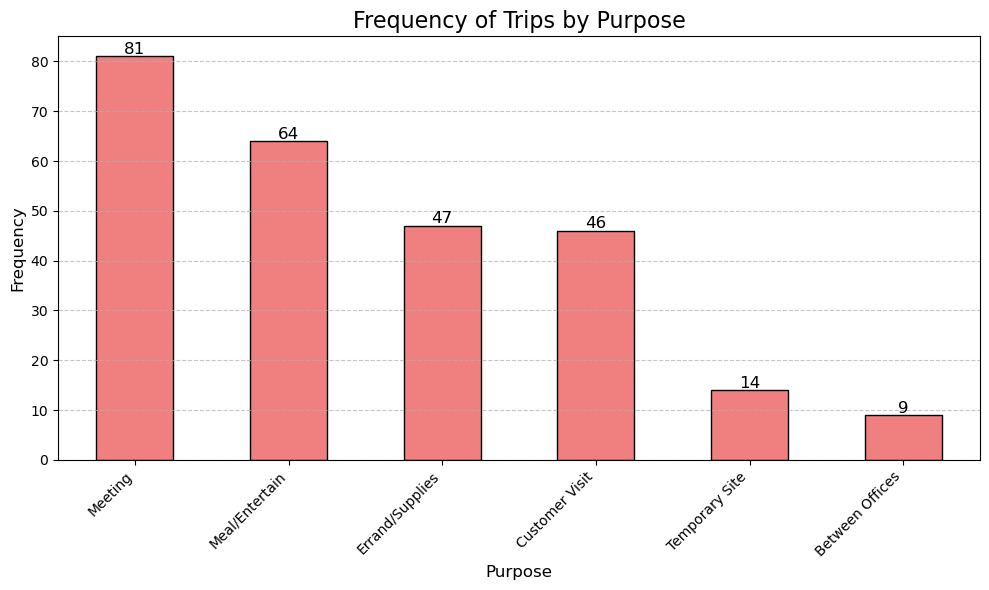 Frequency of Trips by Purpose
Frequency
80
70
60
50
40
30
20
10
0
81
64
47
46
14
9
Meeting
Meal/Entertain
Errand/Supplies
Customer Visit
Temporary Site
Between Offices
Purpose